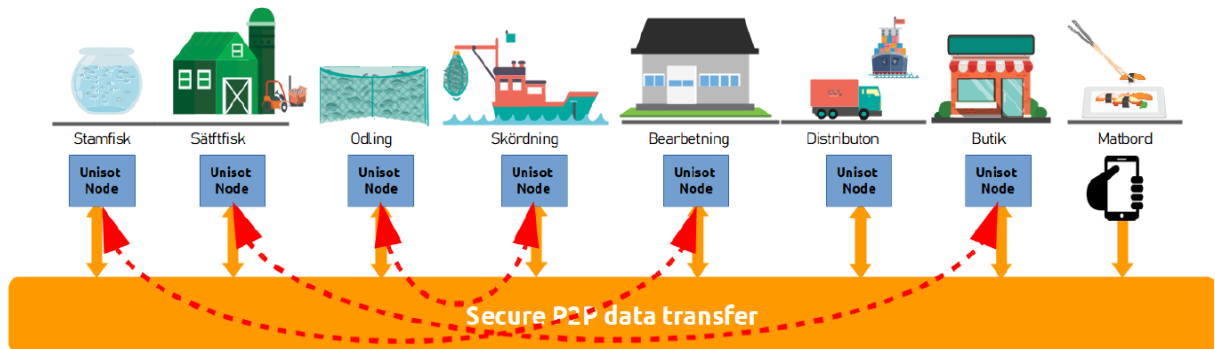 Stamfisk
Sätftfisk
Odling
Skördning
Bearbetning
Distributon
Butik
Matbord
Unisot
Node
Unisot
Node
Unisot
Node
Unisot
Node
Unisot
Node
Unisot
Node
Unisot
Node
Secure P2P data transfer